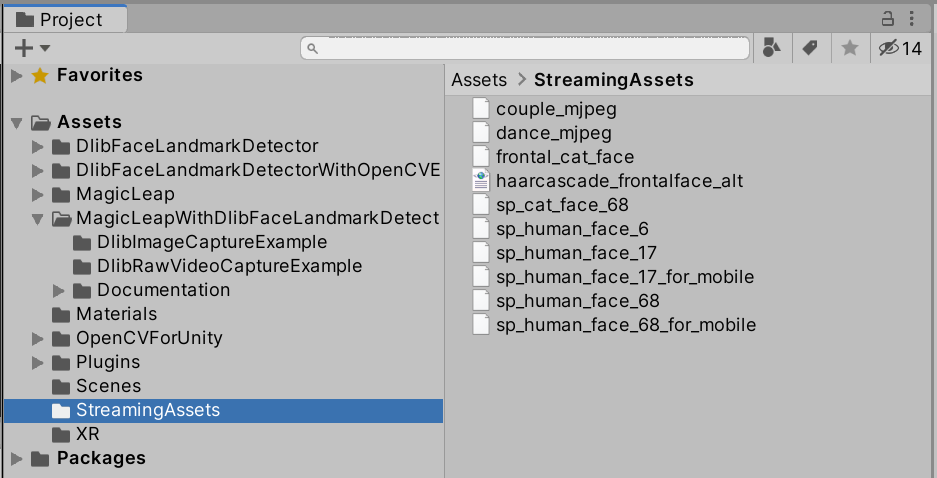 Project
14
Favorites
Assets
DlibFaceLandmarkDetector
DlibFaceLandmarkDetectorWithOpenCVE
MagicLeap
MagicLeapWithDlibFaceLandmarkDetect
DlibImageCaptureExample
DlibRawVideoCaptureExample
Documentation
Materials
OpenCVForUnity
Plugins
Scenes
StreamingAssets
XR
Packages
Assets > StreamingAssets
couple_mjpeg
dance_mjpeg
frontal_cat_face
haarcascade_frontalface_alt
sp_cat_face_68
sp_human_face_6
sp_human_face_17
sp_human_face_17_for_mobile
sp_human_face_68
sp_human_face_68_for_mobile